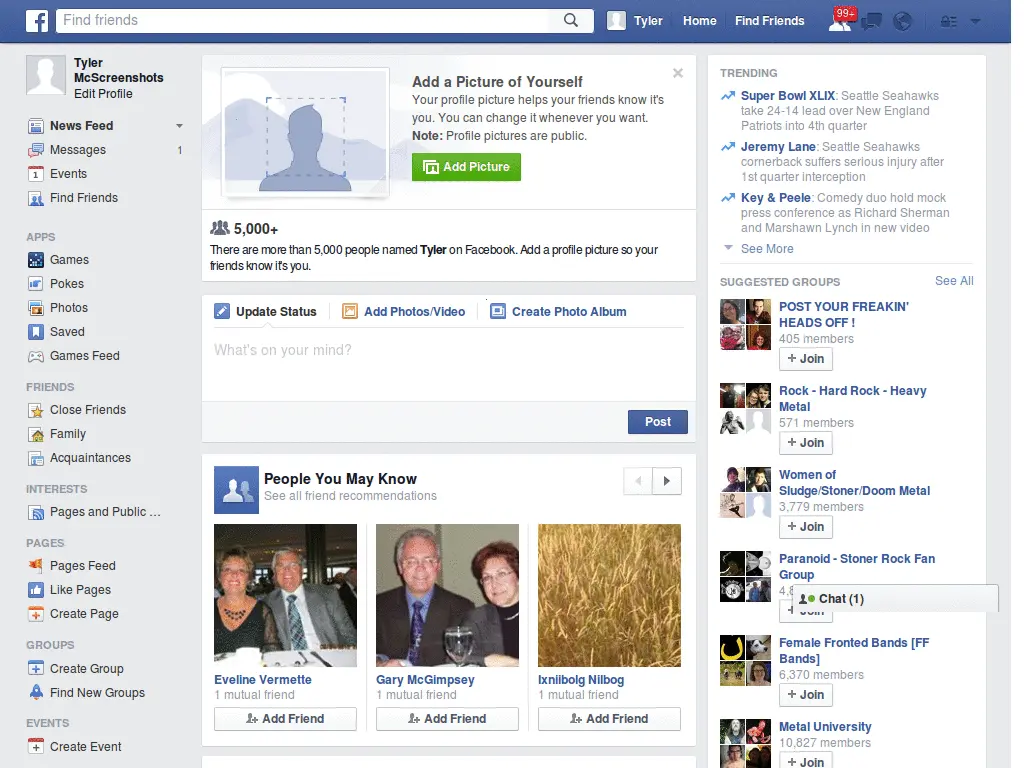 Find friends
Tyler
Home
Find Friends
99+
Tyler
McScreenshots
Edit Profile
News Feed
Messages
1
Events
Find Friends
APPS
Games
Pokes
Photos
Saved
Games Feed
FRIENDS
Close Friends
Family
Acquaintances
INTERESTS
Pages and Public ...
PAGES
Pages Feed
Like Pages
Create Page
GROUPS
Create Group
Find New Groups
EVENTS
Create Event
Add a Picture of Yourself
Your profile picture helps your friends know it's
you. You can change it whenever you want.
Note: Profile pictures are public.
Add Picture
5,000+
There are more than 5,000 people named Tyler on Facebook. Add a profile picture so your
friends know it's you.
Update Status
Add Photos/Video
Create Photo Album
What's on your mind?
Post
People You May Know
See all friend recommendations
Eveline Vermette
1 mutual friend
Add Friend
Gary McGimpsey
1 mutual friend
Add Friend
Ixniibolg Nilbog
1 mutual friend
Add Friend
TRENDING
Super Bowl XLIX: Seattle Seahawks
take 24-14 lead over New England
Patriots into 4th quarter
Jeremy Lane: Seattle Seahawks
cornerback suffers serious injury after
1st quarter interception
Key & Peele: Comedy duo hold mock
press conference as Richard Sherman
and Marshawn Lynch in new video
See More
SUGGESTED GROUPS
See All
POST YOUR FREAKIN'
HEADS OFF !
405 members
+ Join
Rock - Hard Rock - Heavy
Metal
571 members
+ Join
Women of
Sludge/Stoner/Doom Metal
3,779 members
+ Join
Paranoid - Stoner Rock Fan
Group
Chat (1)
+ Join
Female Fronted Bands [FF
Bands]
6,370 members
+ Join
Metal University
10,827 members
+ Join